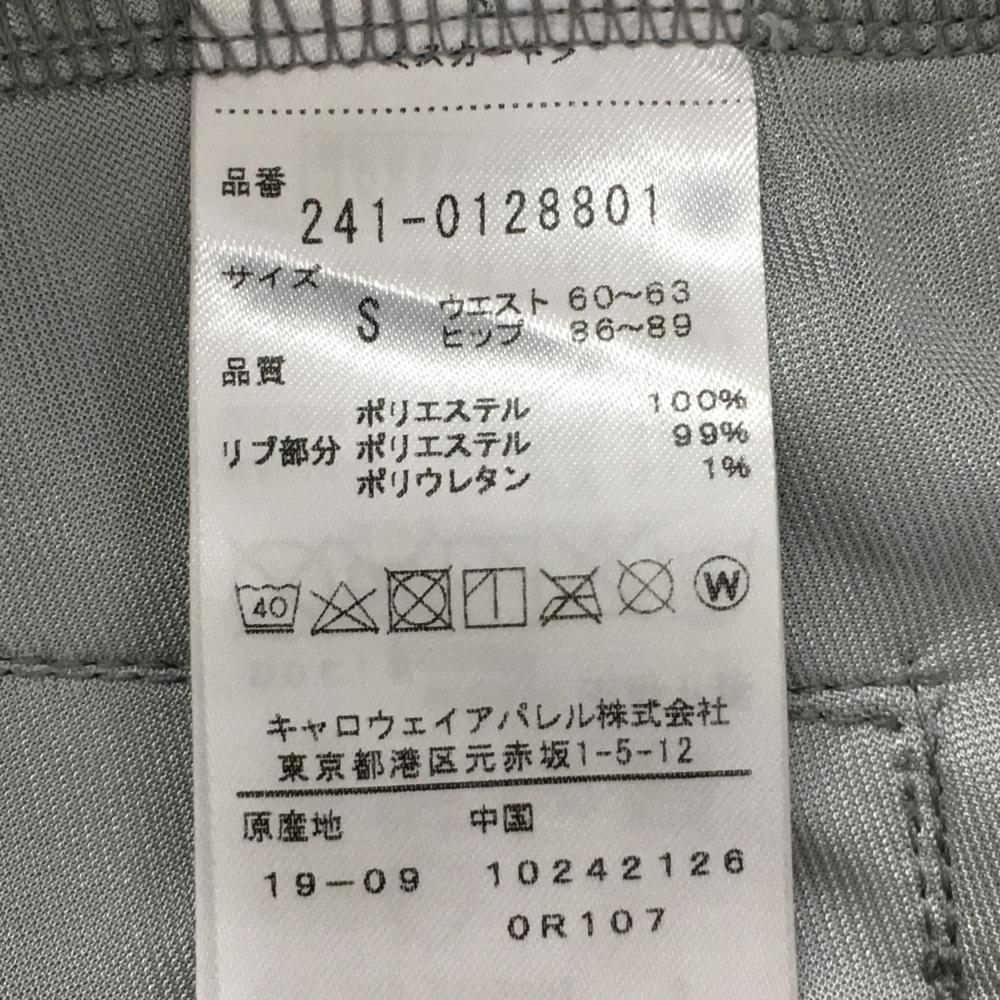 品番
241-0128801
サイズ
S ウエスト 60~63
ヒップ 86~89
品質
ポリエステル 100%
リブ部分 ポリエステル 99%
ポリウレタン 1%
40 W
キャロウェイアパレル株式会社
東京都港区元赤坂1-5-12
原産地 中国
19-09 10242126
0R107